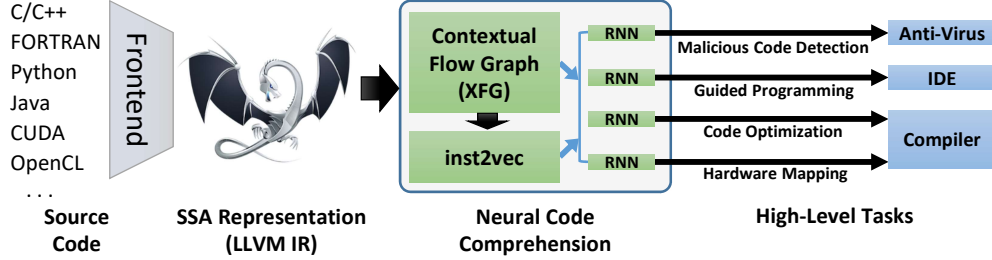 C/C++
FORTRAN
Python
Java
CUDA
OpenCL
. . .
Frontend
Contextual
Flow Graph
(XFG)
inst2vec
RNN
RNN
RNN
RNN
Malicious Code Detection
Guided Programming
Code Optimization
Hardware Mapping
Anti-Virus
IDE
Compiler
Source
Code
SSA Representation
(LLVM IR)
Neural Code
Comprehension
High-Level Tasks